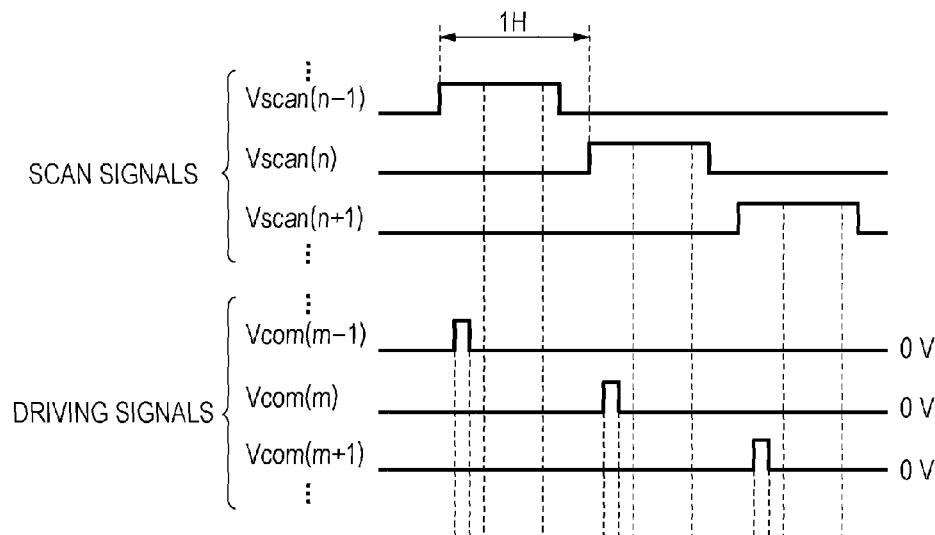 1H
Vscan(n−1)
Vscan(n)
SCAN SIGNALS
Vscan(n+1)
Vcom(m−1)
0 V
Vcom(m)
0 V
DRIVING SIGNALS
Vcom(m+1)
0 V